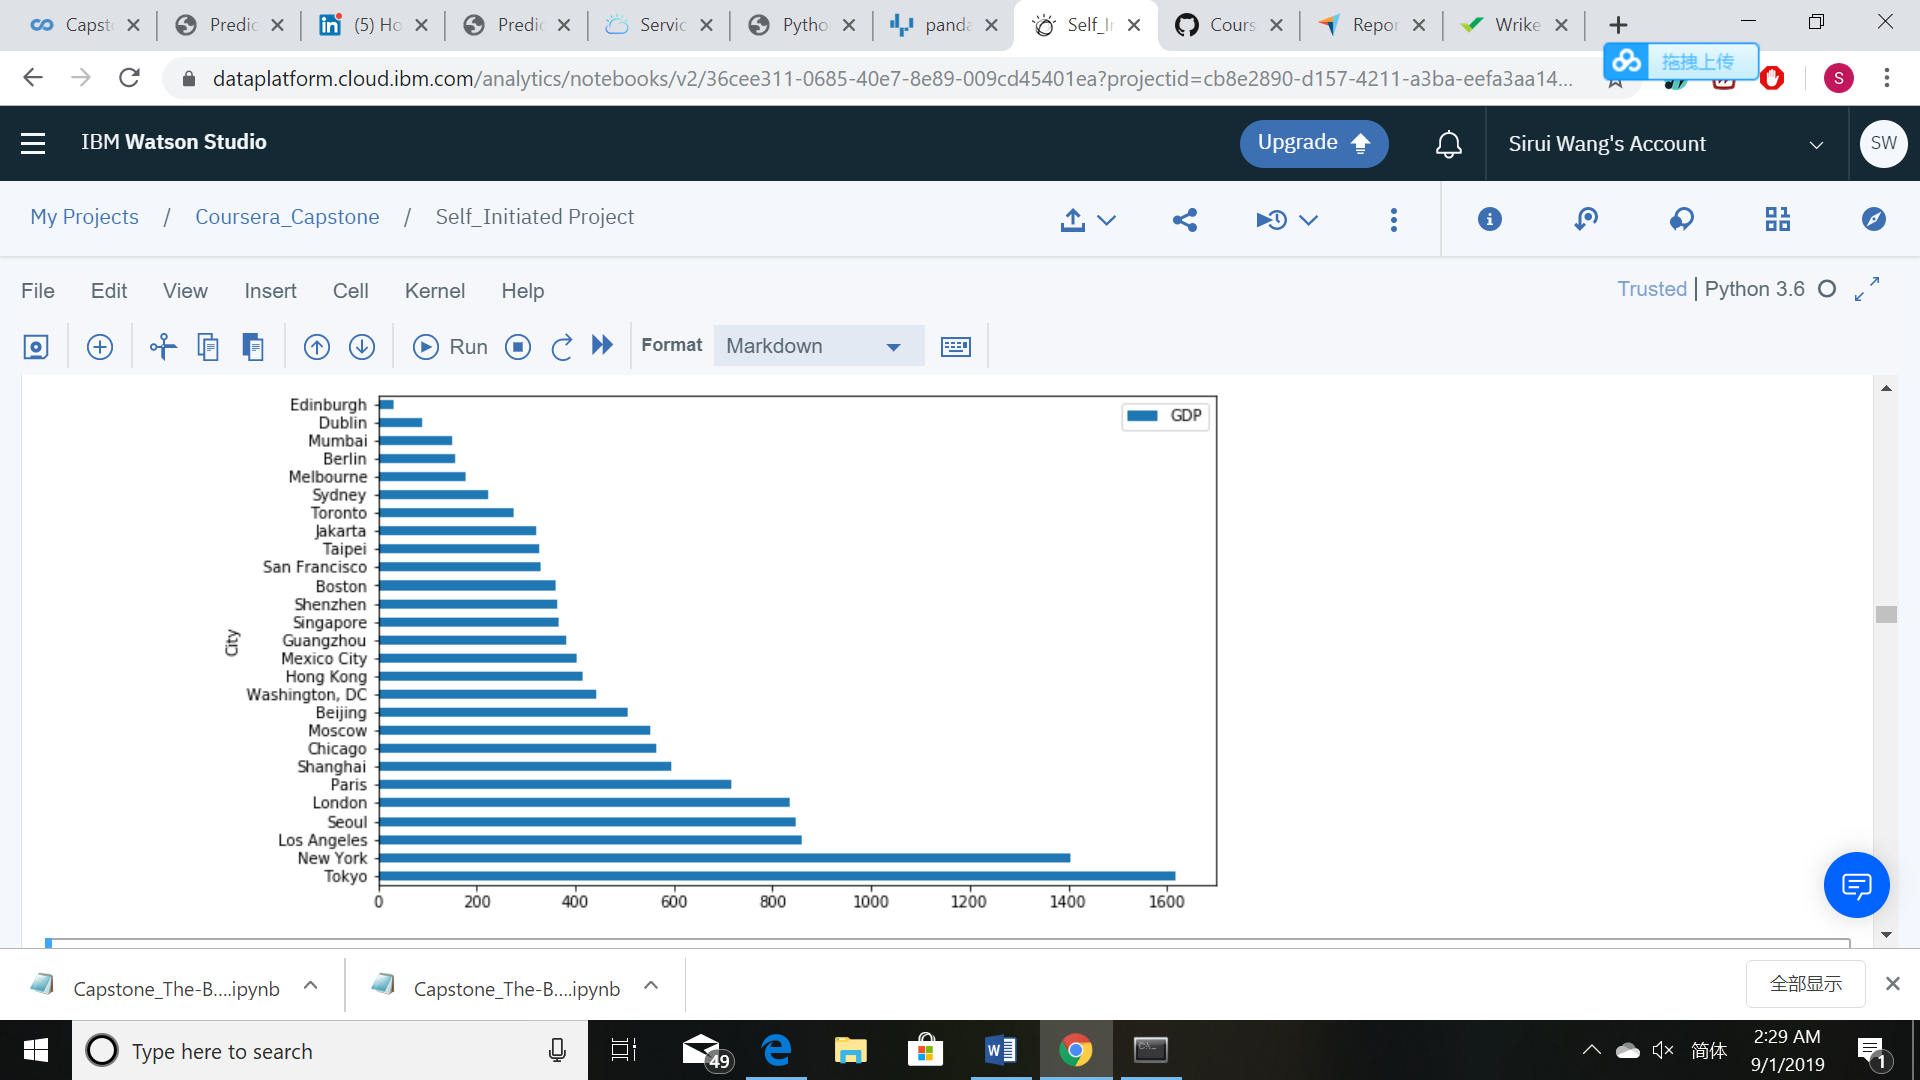 Capst
Predic
(5) Ho
Predic
Servic
Pytho
panda
Self_In
Cours
Repor
Wrike
拖拽上传
dataplatform.cloud.ibm.com/analytics/notebooks/v2/36cee311-0685-40e7-8e89-009cd45401ea?projectid=cb8e2890-d157-4211-a3ba-eefa3aa14...
S
IBM Watson Studio
Upgrade
Sirui Wang's Account
SW
My Projects / Coursera_Capstone / Self_Initiated Project
File Edit View Insert Cell Kernel Help
Trusted | Python 3.6
Run
Format
Markdown
GDP
City
Edinburgh
Dublin
Mumbai
Berlin
Melbourne
Sydney
Toronto
Jakarta
Taipei
San Francisco
Boston
Shenzhen
Singapore
Guangzhou
Mexico City
Hong Kong
Washington, DC
Beijing
Moscow
Chicago
Shanghai
Paris
London
Seoul
Los Angeles
New York
Tokyo
0 200 400 600 800 1000 1200 1400 1600
Capstone_The-B....ipynb
Capstone_The-B....ipynb
全部显示
Type here to search
49
简体
2:29 AM
9/1/2019
1